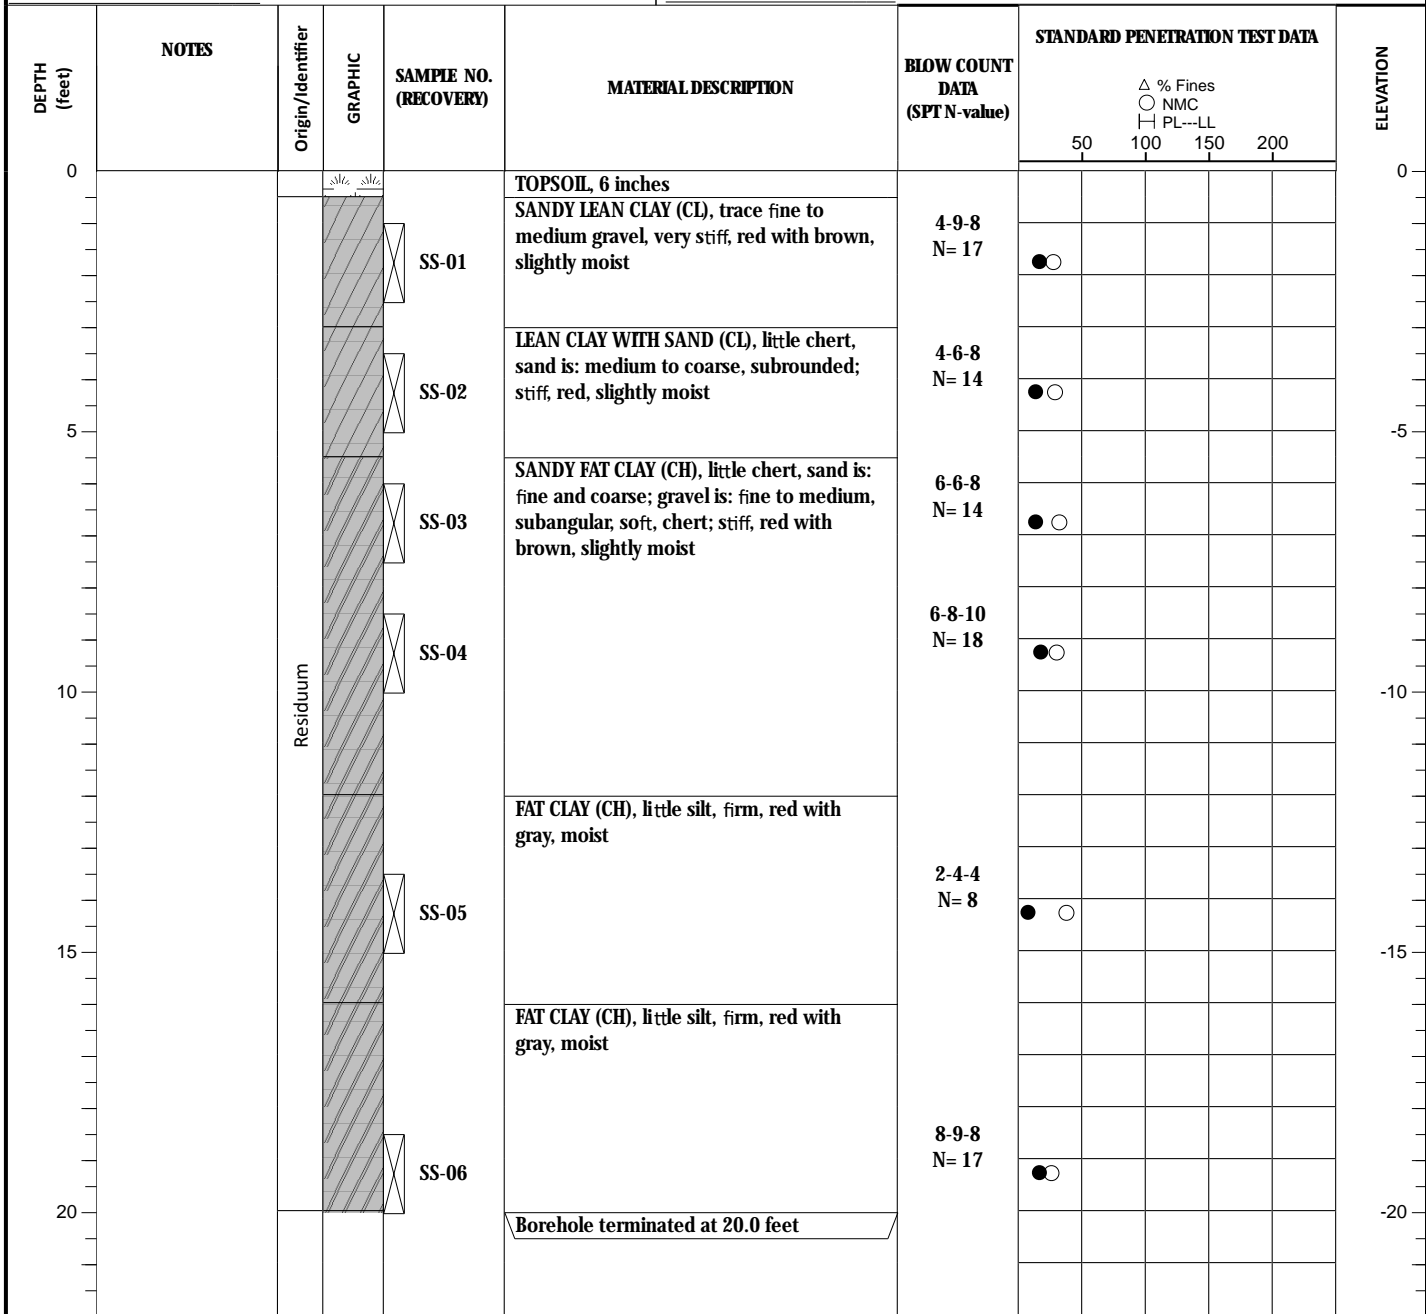 DEPTH
(feet)
NOTES
Origin/Identifier
GRAPHIC
SAMPLE NO.
(RECOVERY)
MATERIAL DESCRIPTION
BLOW COUNT
DATA
(SPT N-value)
STANDARD PENETRATION TEST DATA
△ % Fines
○ NMC
PL---LL
50 100 150 200
ELEVATION
0
TOPSOIL, 6 inches
0
SANDY LEAN CLAY (CL), trace fine to
medium gravel, very stiff, red with brown,
slightly moist
SS-01
4-9-8
N= 17
LEAN CLAY WITH SAND (CL), little chert,
sand is: medium to coarse, subrounded;
stiff, red, slightly moist
SS-02
4-6-8
N= 14
5
-5
SANDY FAT CLAY (CH), little chert, sand is:
fine and coarse; gravel is: fine to medium,
subangular, soft, chert; stiff, red with
brown, slightly moist
SS-03
6-6-8
N= 14
SS-04
6-8-10
N= 18
10
-10
Residuum
FAT CLAY (CH), little silt, firm, red with
gray, moist
SS-05
2-4-4
N= 8
15
-15
FAT CLAY (CH), little silt, firm, red with
gray, moist
SS-06
8-9-8
N= 17
20
-20
Borehole terminated at 20.0 feet